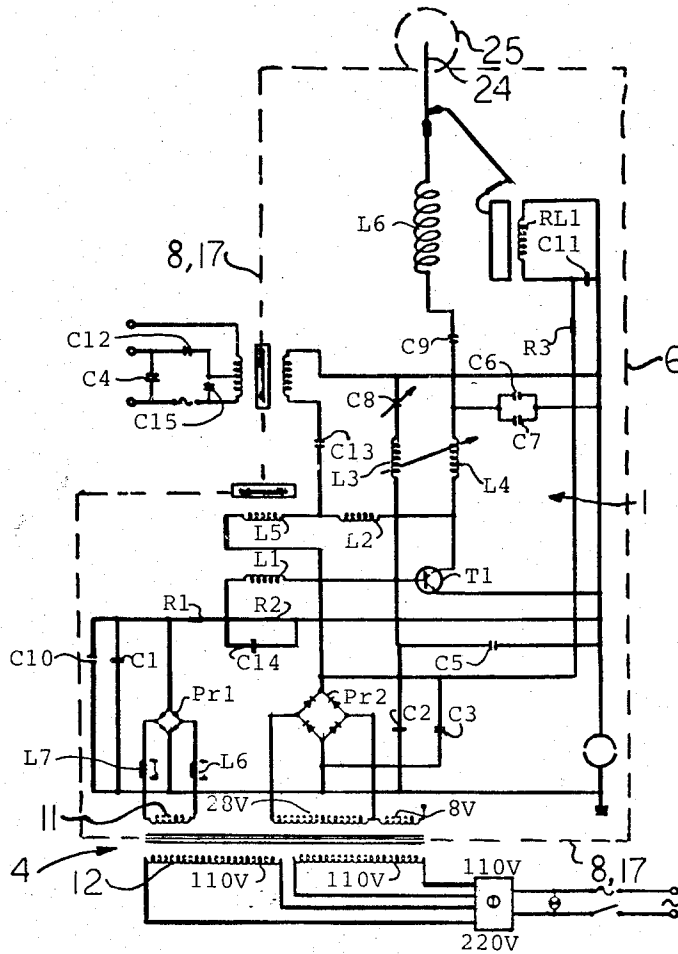 25
24
L6
RL1
C11
8,17
C12
C4
C15
C9
R3
6
C8
C6
C7
C13
L3
L4
1
L5
L2
L1
T1
R1
R2
C10
C1
C14
C5
Pr1
Pr2
C2
C3
L7
L6
11
28V
8V
4
12
110V
110V
110V
8,17
220V